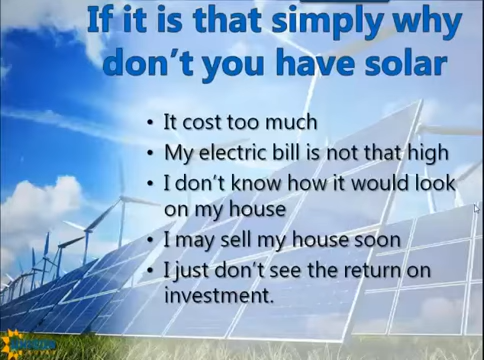 If it is that simply why
don't you have solar
• It cost too much
• My electric bill is not that high
• I don't know how it would look
on my house
• I may sell my house soon
• I just don't see the return on
investment.